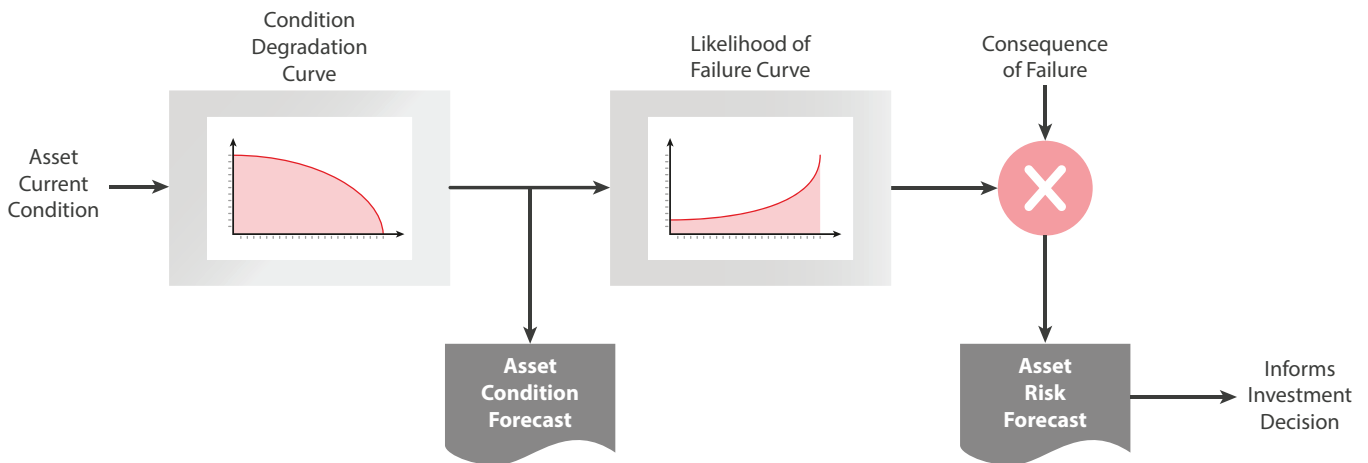 Condition
Degradation
Curve
Likelihood of
Failure Curve
Consequence
of Failure
Asset
Current
Condition
Asset
Condition
Forecast
Asset
Risk
Forecast
Informs
Investment
Decision